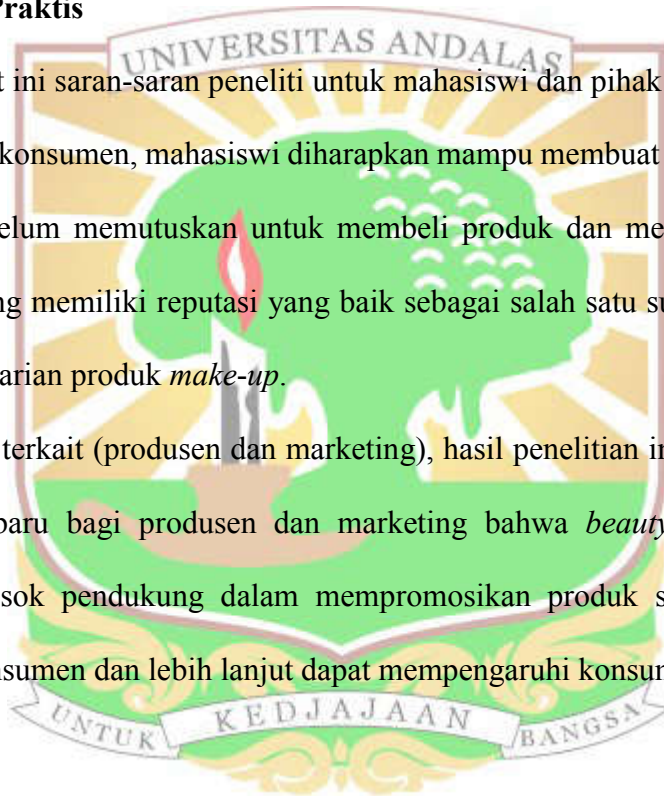 Praktis
UNIVERSITAS ANDALAS
t ini saran-saran peneliti untuk mahasiswi dan pihak
konsumen, mahasiswi diharapkan mampu membuat
elum memutuskan untuk membeli produk dan me
ng memiliki reputasi yang baik sebagai salah satu su
arian produk make-up.
terkait (produsen dan marketing), hasil penelitian in
baru bagi produsen dan marketing bahwa beauty
sok pendukung dalam mempromosikan produk s
nsumen dan lebih lanjut dapat mempengaruhi konsum
UNTUK KEDJAJAAN BANGSA